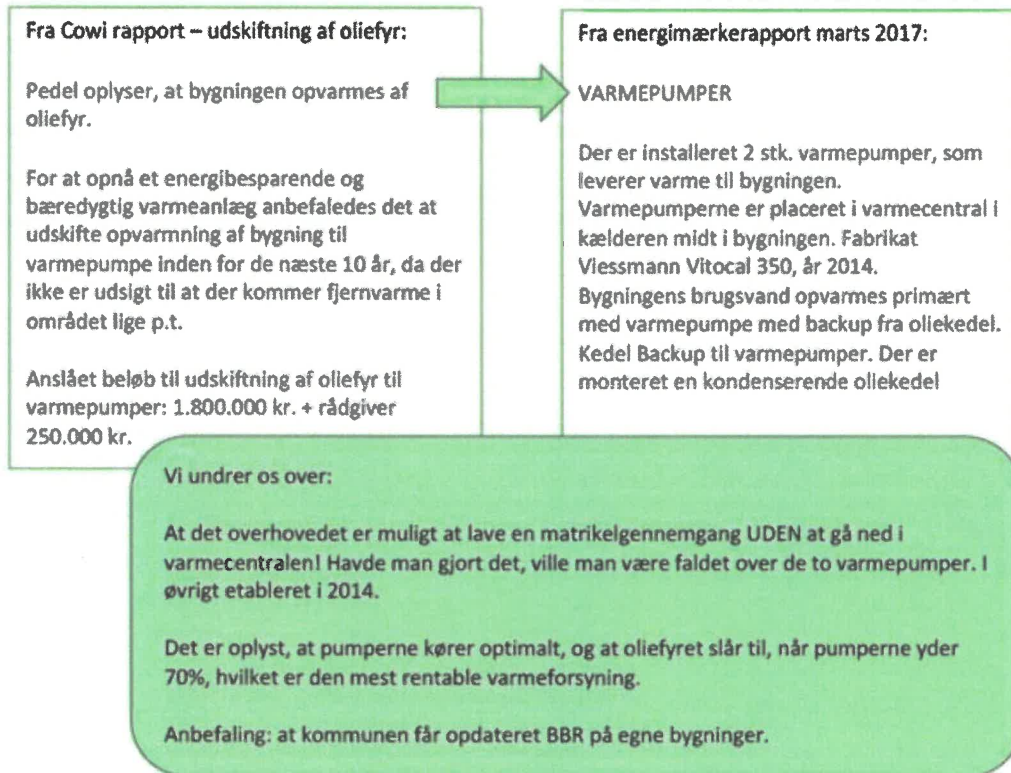 Fra Cowi rapport – udskiftning af oliefyr:
Pedel oplyser, at bygningen opvarmes af
oliefyr.
For at opnå et energibesparende og
bæredygtig varmeanlæg anbefaledes det at
udskifte opvarmning af bygning til
varmepumpe inden for de næste 10 år, da der
ikke er udsigt til at der kommer fjernvarme i
området lige p.t.
Anslået beløb til udskiftning af oliefyr til
varmepumper: 1.800.000 kr. + rådgiver
250.000 kr.
Fra energimærkerapport marts 2017:
VARMEPUMPER
Der er installeret 2 stk. varmepumper, som
leverer varme til bygningen.
Varmepumperne er placeret i varmecentral i
kælderen midt i bygningen. Fabrikat
Viessmann Vitocal 350, år 2014.
Bygningens brugsvand opvarmes primært
med varmepumpe med backup fra oliekedel.
Kedel Backup til varmepumper. Der er
monteret en kondenserende oliekedel
Vi undrer os over:
At det overhovedet er muligt at lave en matrikelgennemgang UDEN at gå ned i
varmecentralen! Havde man gjort det, ville man være faldet over de to varmepumper. I
øvrigt etableret i 2014.
Det er oplyst, at pumperne kører optimalt, og at oliefyret slår til, når pumperne yder
70%, hvilket er den mest rentable varmeforsyning.
Anbefaling: at kommunen får opdateret BBR på egne bygninger.